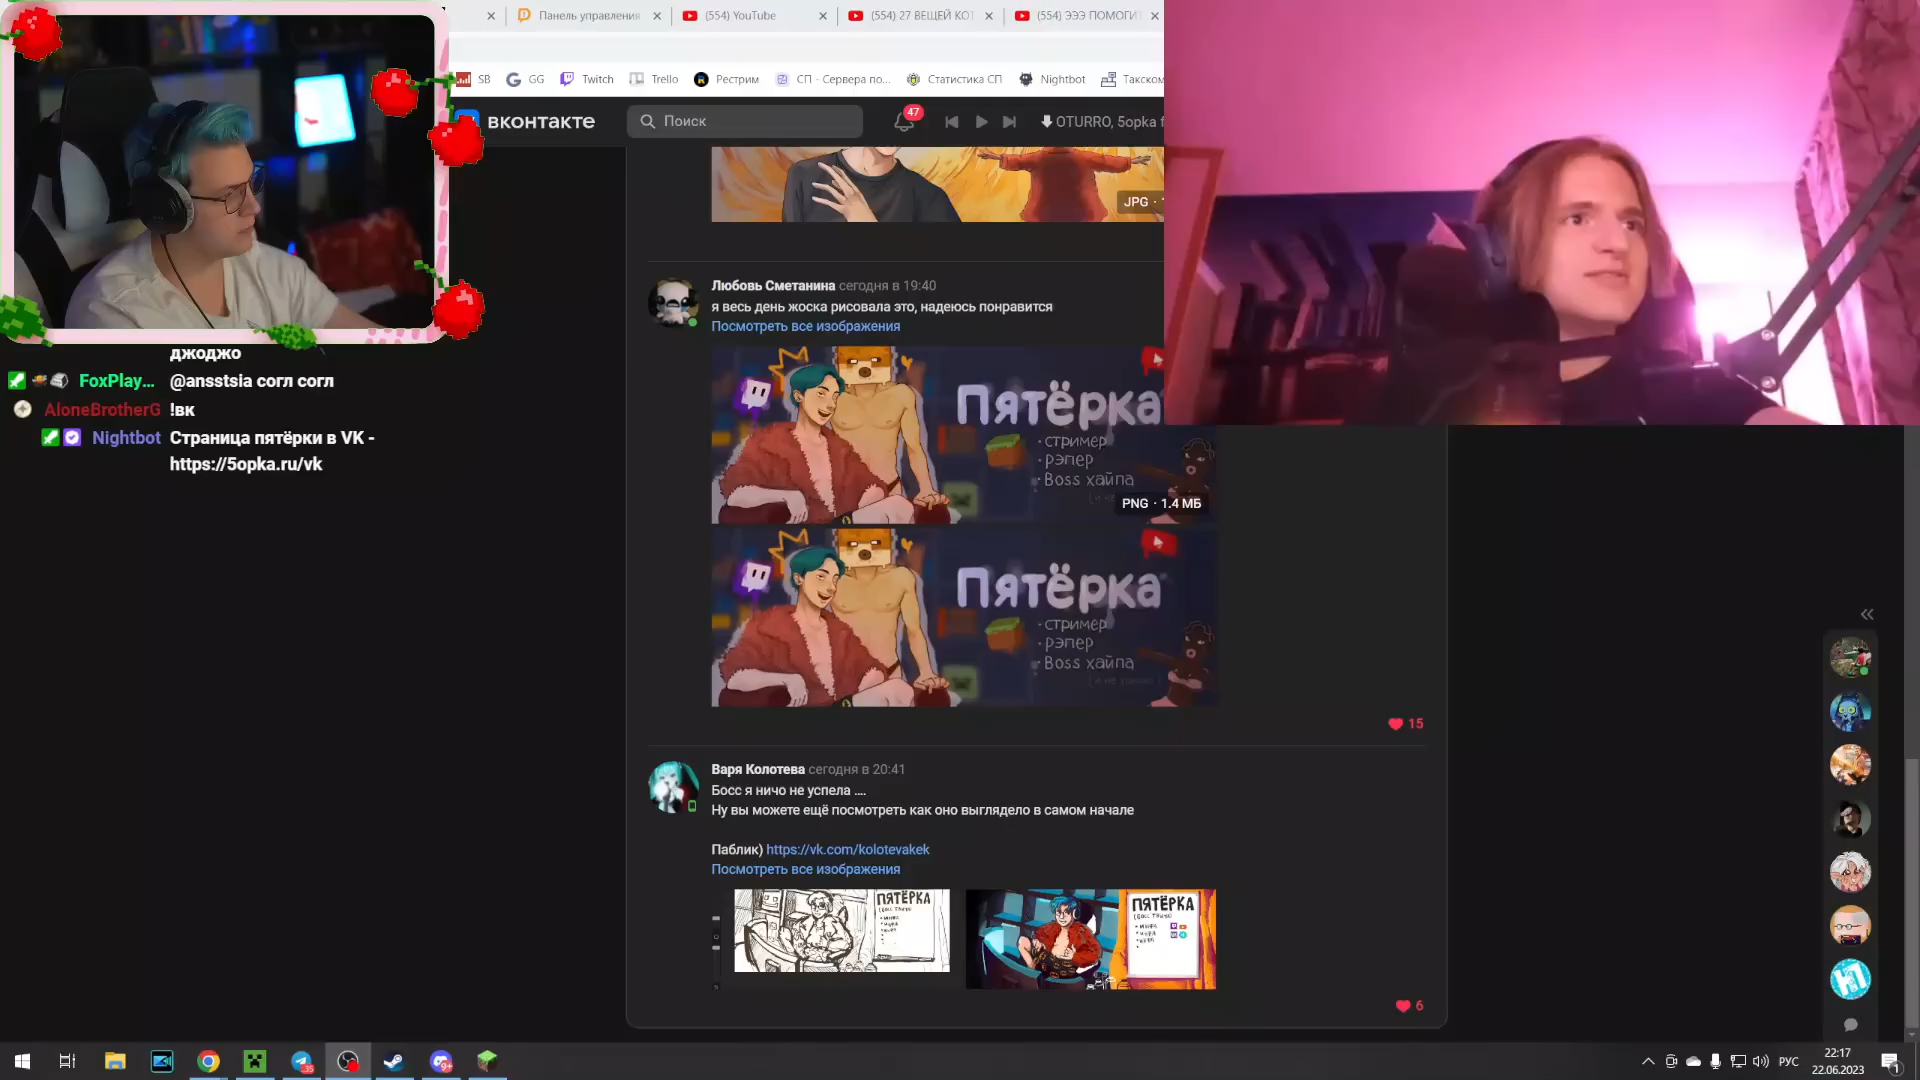 Панель управления
(554) YouTube
(554) 27 ВЕЩЕЙ КОТ
(554) ЭЭЭ ПОМОГИТ
SB
GG
Twitch
Trello
Рестрим
СП - Сервера по...
Статистика СП
Nightbot
Такском
вконтакте
Поиск
47
OTURRO, 5opka f
JPG ·
джоджо
FoxPlay... @ansstsia согл согл
AloneBrotherG !вк
Nightbot Страница пятёрки в VK -
https://5opka.ru/vk
Любовь Сметанина сегодня в 19:40
я весь день жоска рисовала это, надеюсь понравится
Посмотреть все изображения
Пятёрка
· стример
· рэпер
· Boss хайпа
PNG · 1.4 МБ
Пятёрка
· стример
· рэпер
· Boss хайпа
(и не только)
15
Варя Колотева сегодня в 20:41
Босс я ничо не успела ....
Ну вы можете ещё посмотреть как оно выглядело в самом начале
Паблик) https://vk.com/kolotevakek
Посмотреть все изображения
ПЯТЁРКА
ПЯТЁРКА
6
РУС
22:17
22.06.2023
1